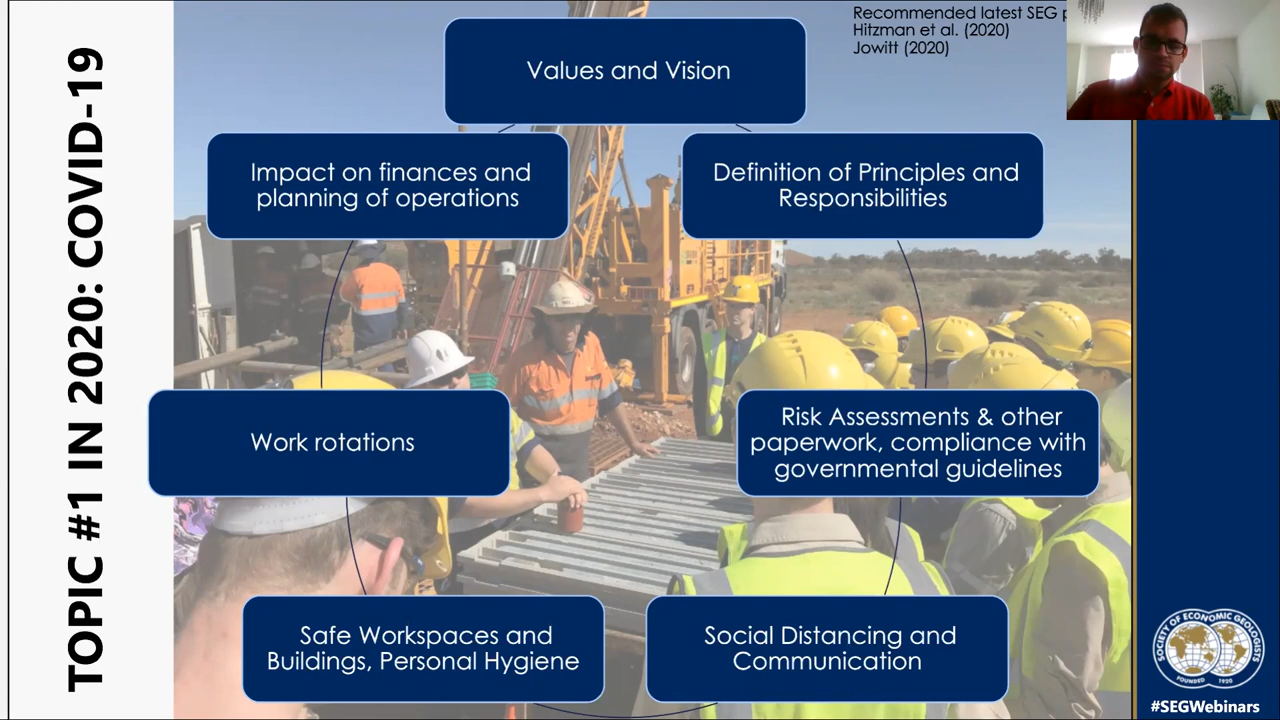 TOPIC #1 IN 2020: COVID-19
Recommended latest SEG
Hitzman et al. (2020)
Jowitt (2020)
Values and Vision
Impact on finances and
planning of operations
Definition of Principles and
Responsibilities
Work rotations
Risk Assessments & other
paperwork, compliance with
governmental guidelines
Safe Workspaces and
Buildings, Personal Hygiene
Social Distancing and
Communication
SOCIETY OF ECONOMIC GEOLOGISTS
FOUNDED 1920
#SEGWebinars